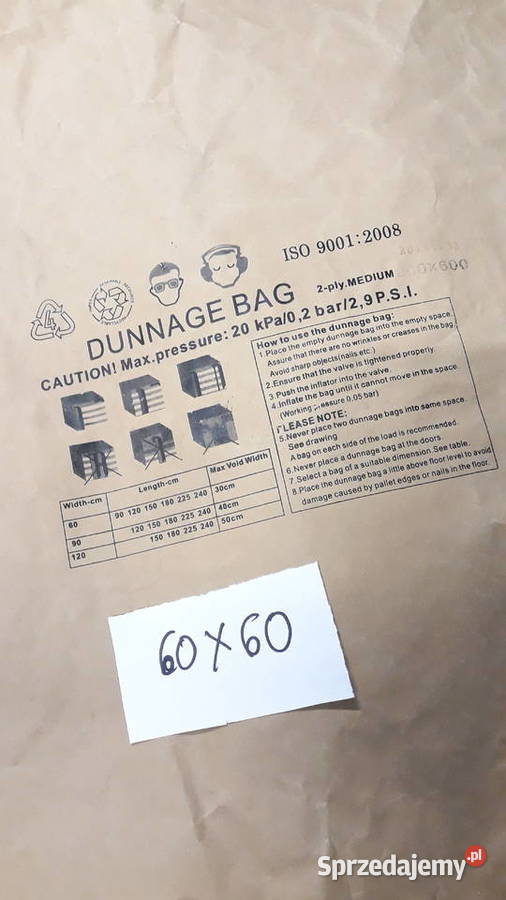 ISO 9001:2008
DUNNAGE BAG
2-ply.MEDIUM
X600
CAUTION! Max.pressure: 20 kPa/0,2 bar/2,9 P.S.I.
4
Width-cm Length-cm Max Void Width
60 90 120 150 180 225 240 30cm
90 120 150 180 225 240 40cm
120 150 180 225 240 50cm
How to use the dunnage bag:
1.Place the empty dunnage bag into the empty space.
Assure that there are no wrinkles or creases in the bag,
Avoid sharp objects(nails etc.)
2.Ensure that the valve is tightened properly.
3.Push the inflator into the valve.
4.Inflate the bag until it cannot move in the space.
(Working pressure 0.05 bar)
LEASE NOTE:
5.Never place two dunnage bags into same space.
See drawing
A bag on each side of the load is recommended.
6.Never place a dunnage bag at the doors.
7.Select a bag of a suitable dimension.See table.
8.Place the dunnage bag a little above floor level to avoid
damage caused by pallet edges or nails in the floor.
60X60
Sprzedajemy.pl